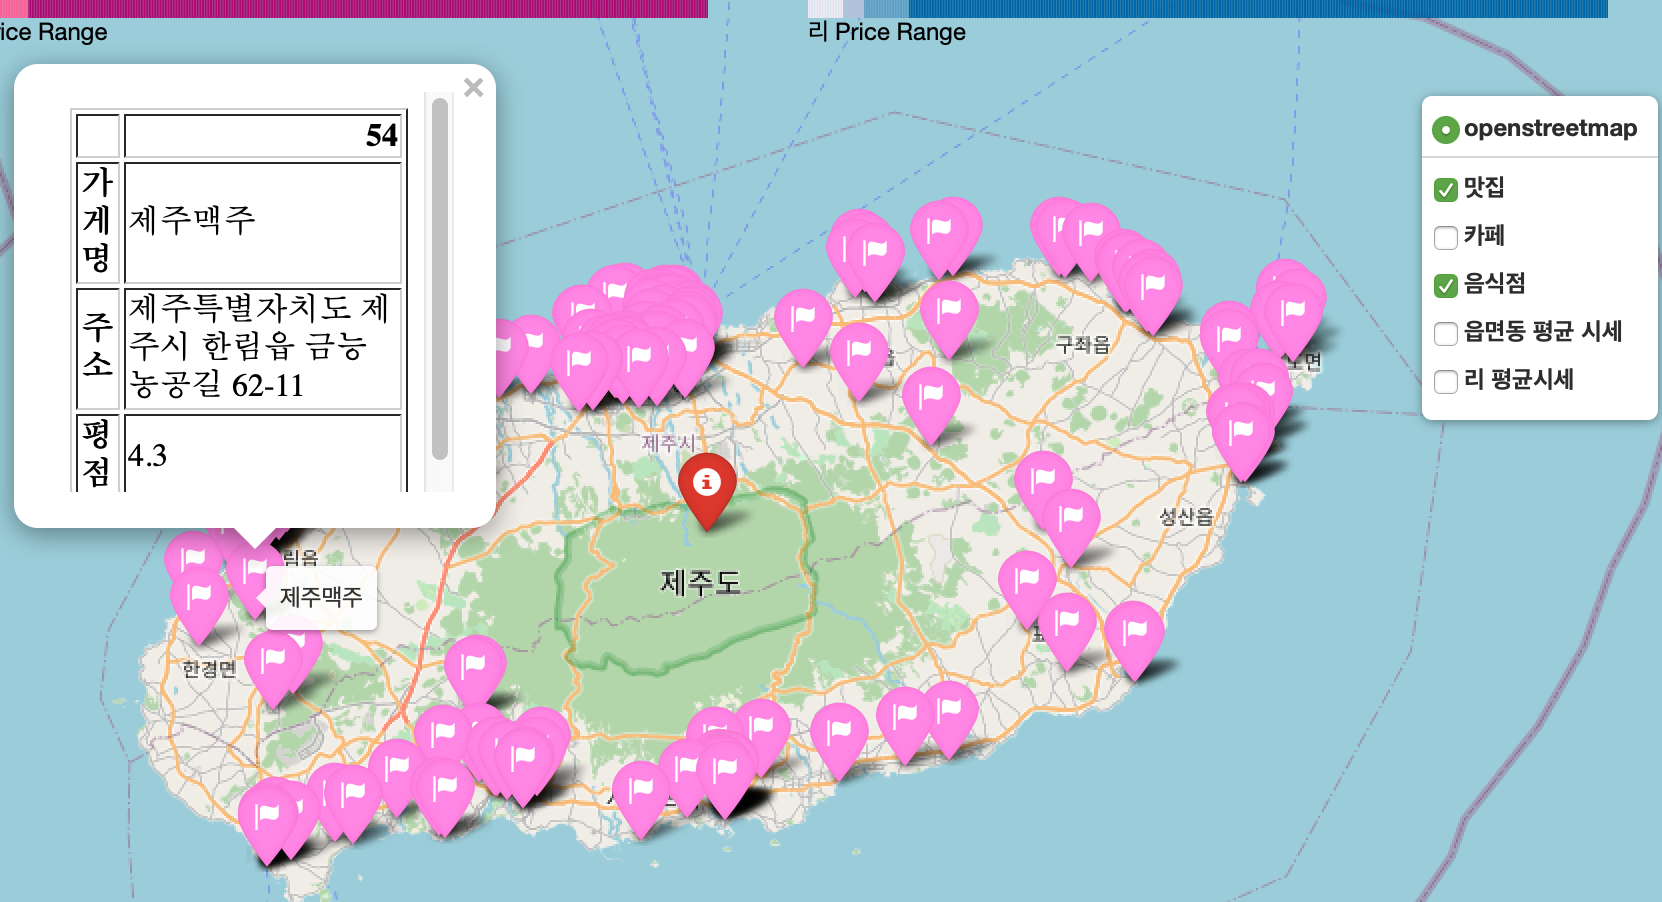 ice Range
리 Price Range
×
54
가
게
명
제주맥주
주
소
제주특별자치도 제
주시 한림읍 금능
농공길 62-11
평
점
4.3
openstreetmap
맛집
카페
음식점
읍면동 평균 시세
리 평균시세
구좌읍
면
제주시
성산읍
림읍
제주맥주
제주도
한경면